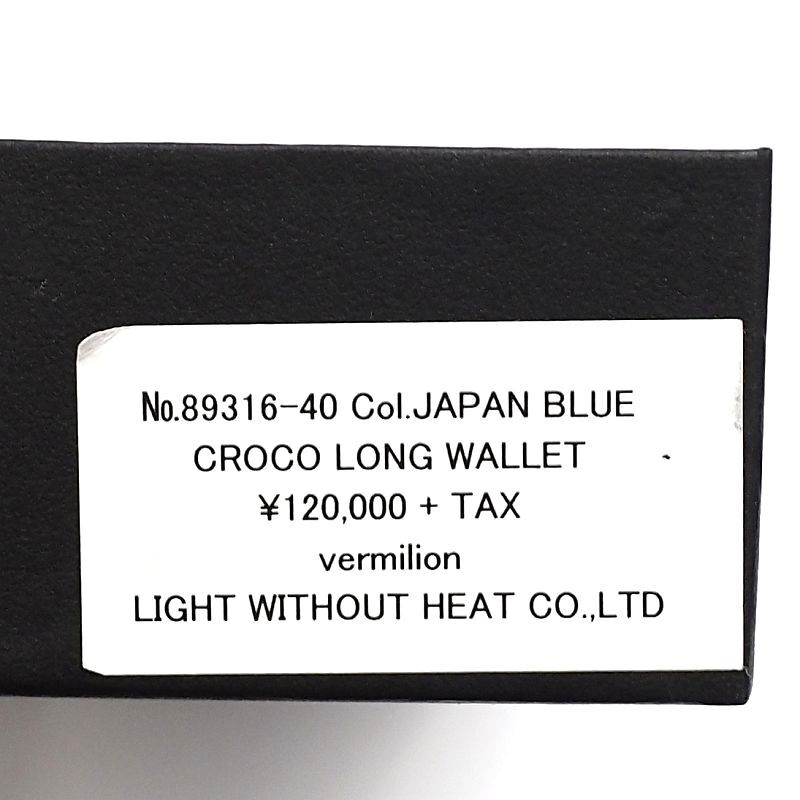 №.89316-40 Col.JAPAN BLUE
CROCO LONG WALLET
¥120,000 + TAX
vermilion
LIGHT WITHOUT HEAT CO.,LTD